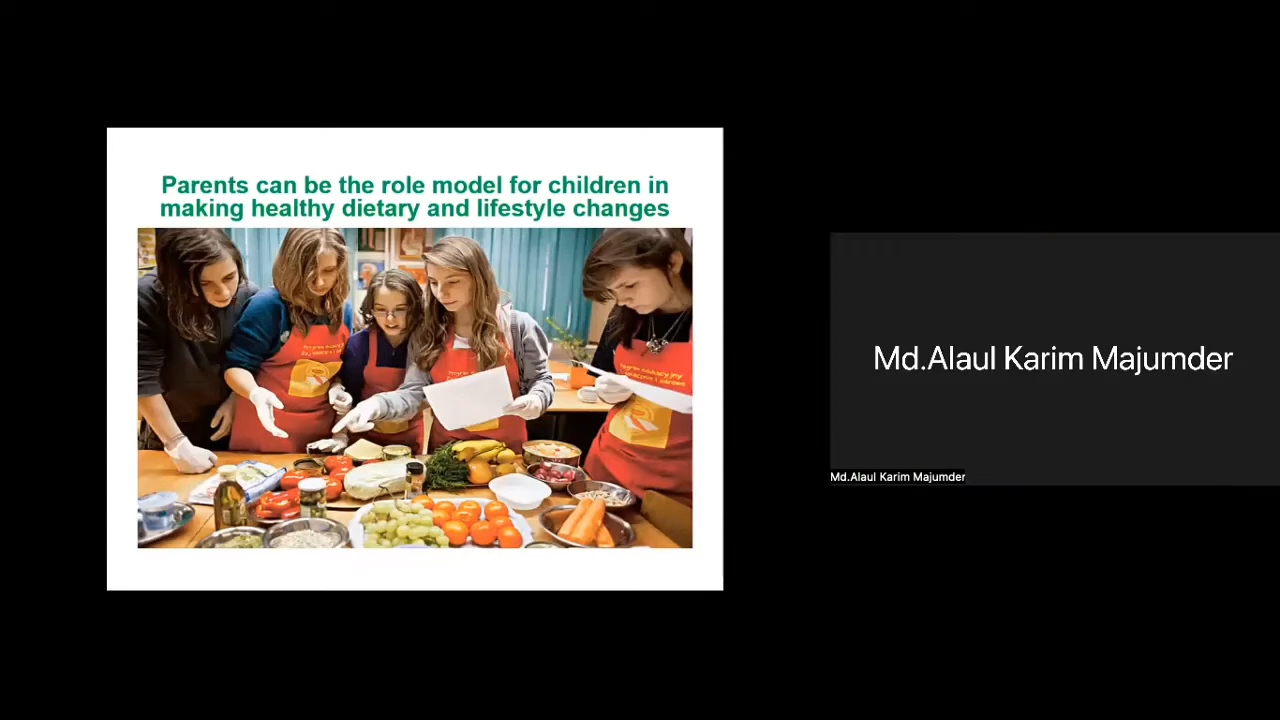 Parents can be the role model for children in
making healthy dietary and lifestyle changes
Md.Alaul Karim Majumder
Md.Alaul Karim Majumder